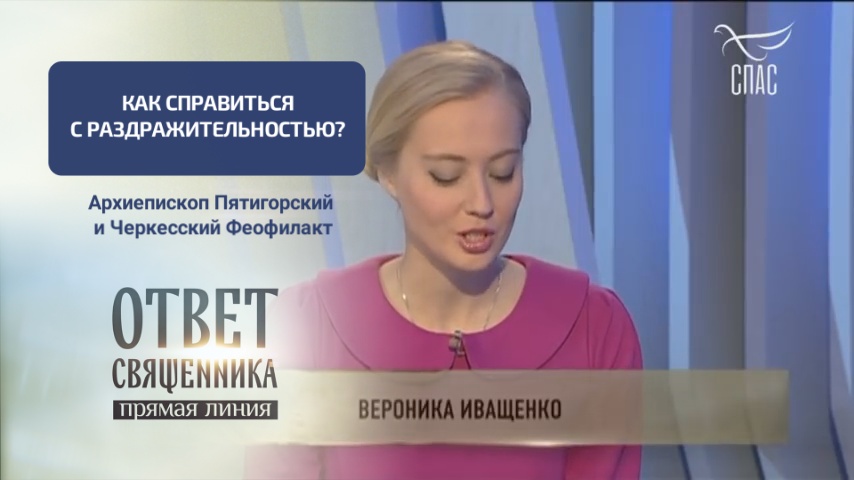 КАК СПРАВИТЬСЯ
С РАЗДРАЖИТЕЛЬНОСТЬЮ?
Архиепископ Пятигорский
и Черкесский Феофилакт
ОТВЕТ
СВЯЩЕННИКА
ПРЯМАЯ ЛИНИЯ
ВЕРОНИКА ИВАЩЕНКО
СПАС